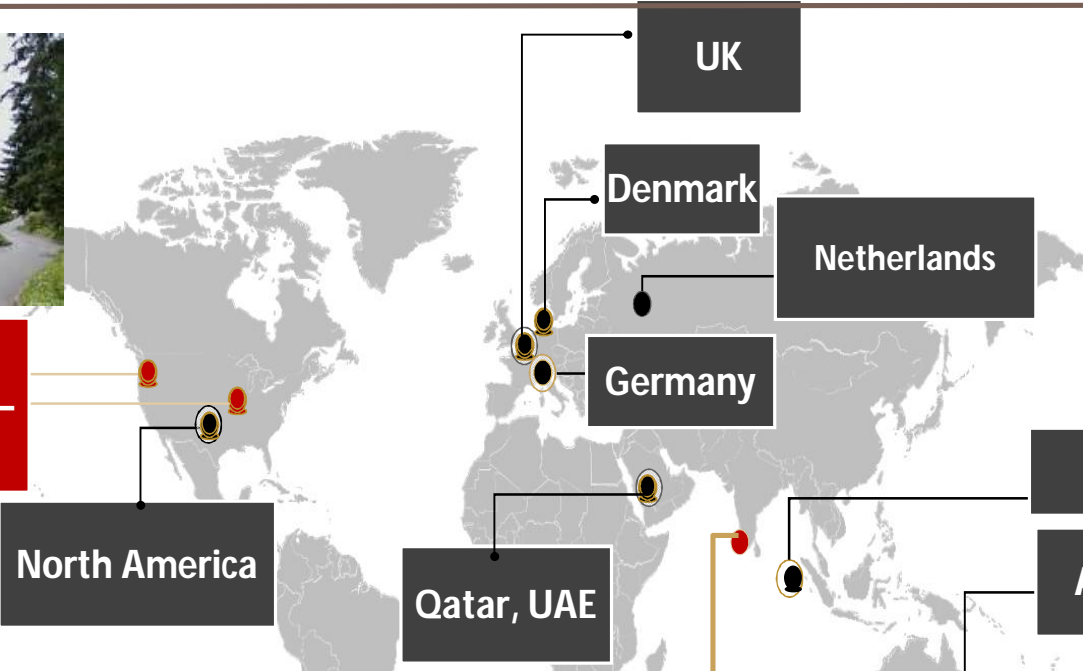 UK
Denmark
Netherlands
Germany
North America
Qatar, UAE
A